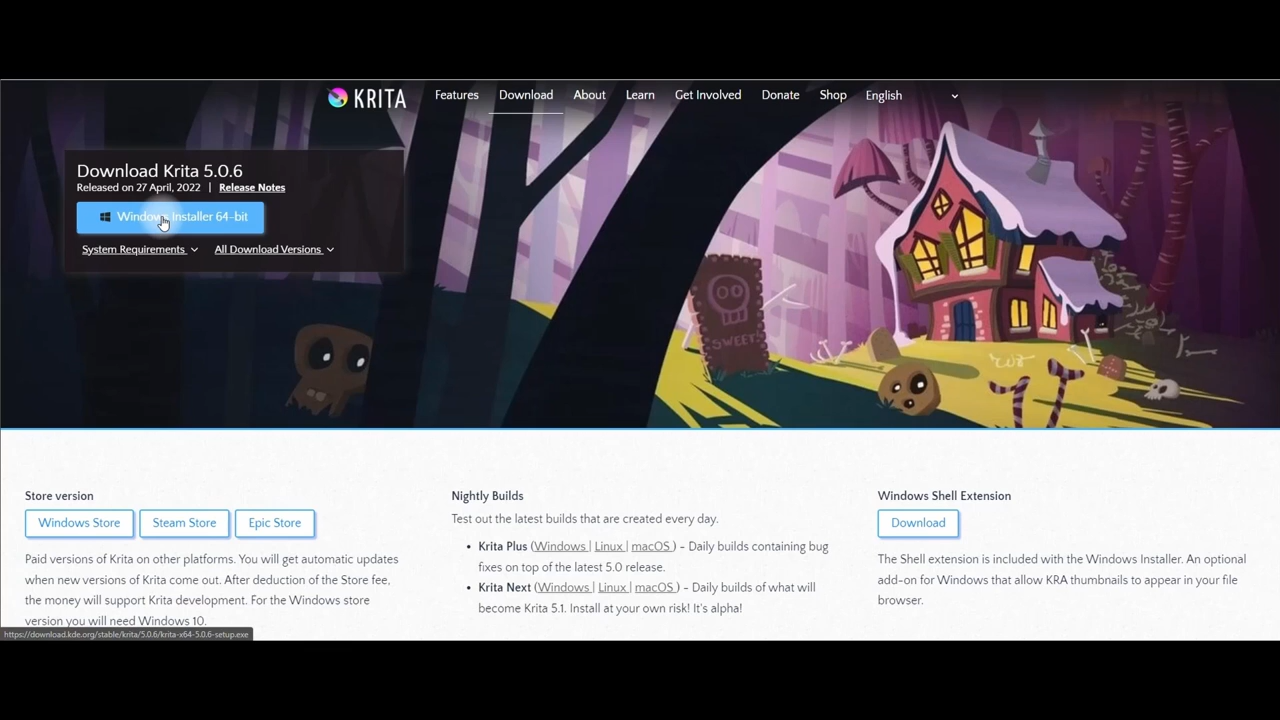 KRITA
Features
Download
About
Learn
Get Involved
Donate
Shop
English
Download Krita 5.0.6
Released on 27 April, 2022 | Release Notes
Windows Installer 64-bit
System Requirements
All Download Versions
SWEET
Store version
Windows Store
Steam Store
Epic Store
Paid versions of Krita on other platforms. You will get automatic updates
when new versions of Krita come out. After deduction of the Store fee,
the money will support Krita development. For the Windows store
version you will need Windows 10.
Nightly Builds
Test out the latest builds that are created every day.
• Krita Plus (Windows | Linux | macOS ) - Daily builds containing bug
fixes on top of the latest 5.0 release.
• Krita Next (Windows | Linux | macOS ) - Daily builds of what will
become Krita 5.1. Install at your own risk! It's alpha!
Windows Shell Extension
Download
The Shell extension is included with the Windows Installer. An optional
add-on for Windows that allow KRA thumbnails to appear in your file
browser.
https://download.kde.org/stable/krita/5.0.6/krita-x64-5.0.6-setup.exe